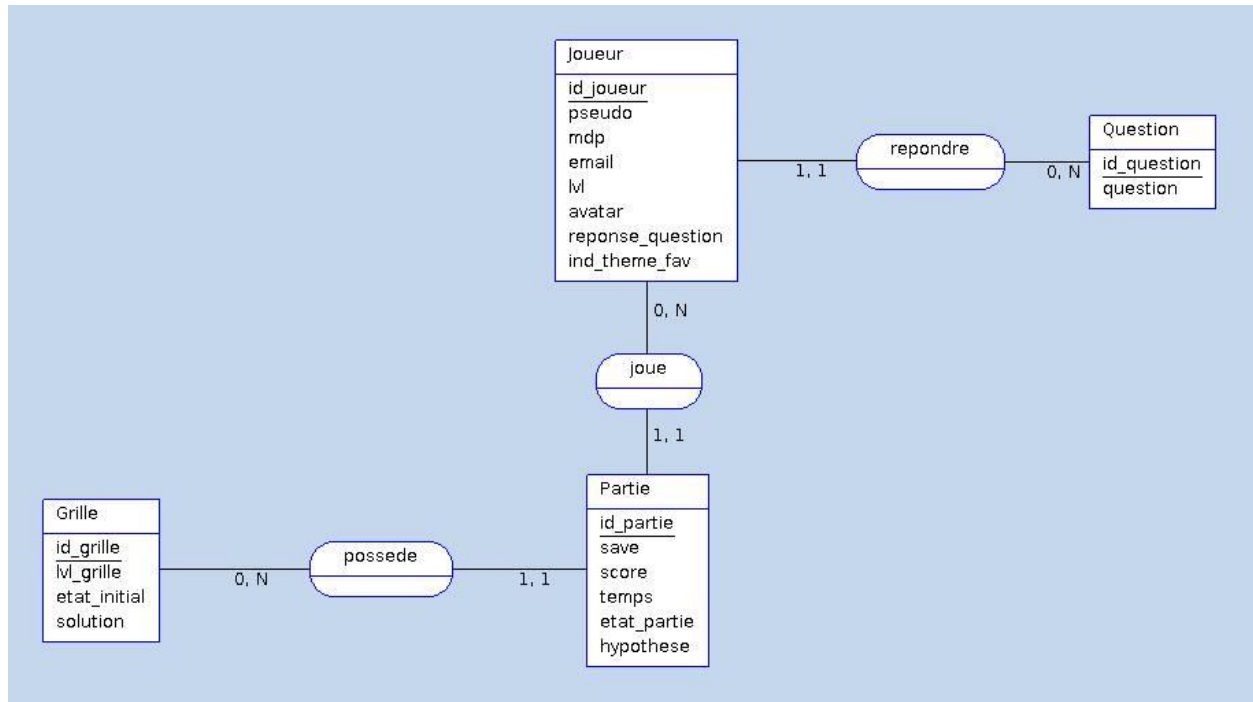 Joueur
id_joueur
pseudo
mdp
email
lvl
avatar
reponse_question
ind_theme_fav
1, 1
repondre
0, N
Question
id_question
question
0, N
joue
1, 1
Grille
id_grille
lvl_grille
etat_initial
solution
0, N
possede
1, 1
Partie
id_partie
save
score
temps
etat_partie
hypothese